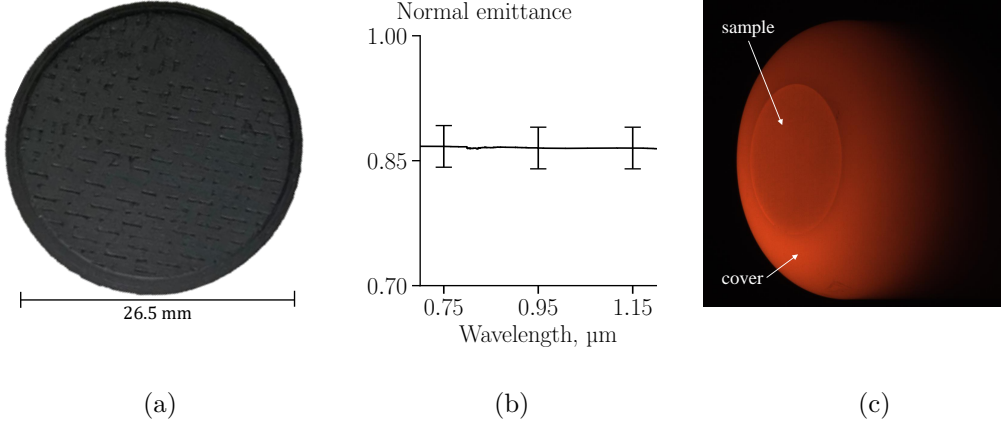 26.5 mm
(a)
Normal emittance
1.00
0.85
0.70
0.75 0.95 1.15
Wavelength, µm
(b)
sample
cover
(c)